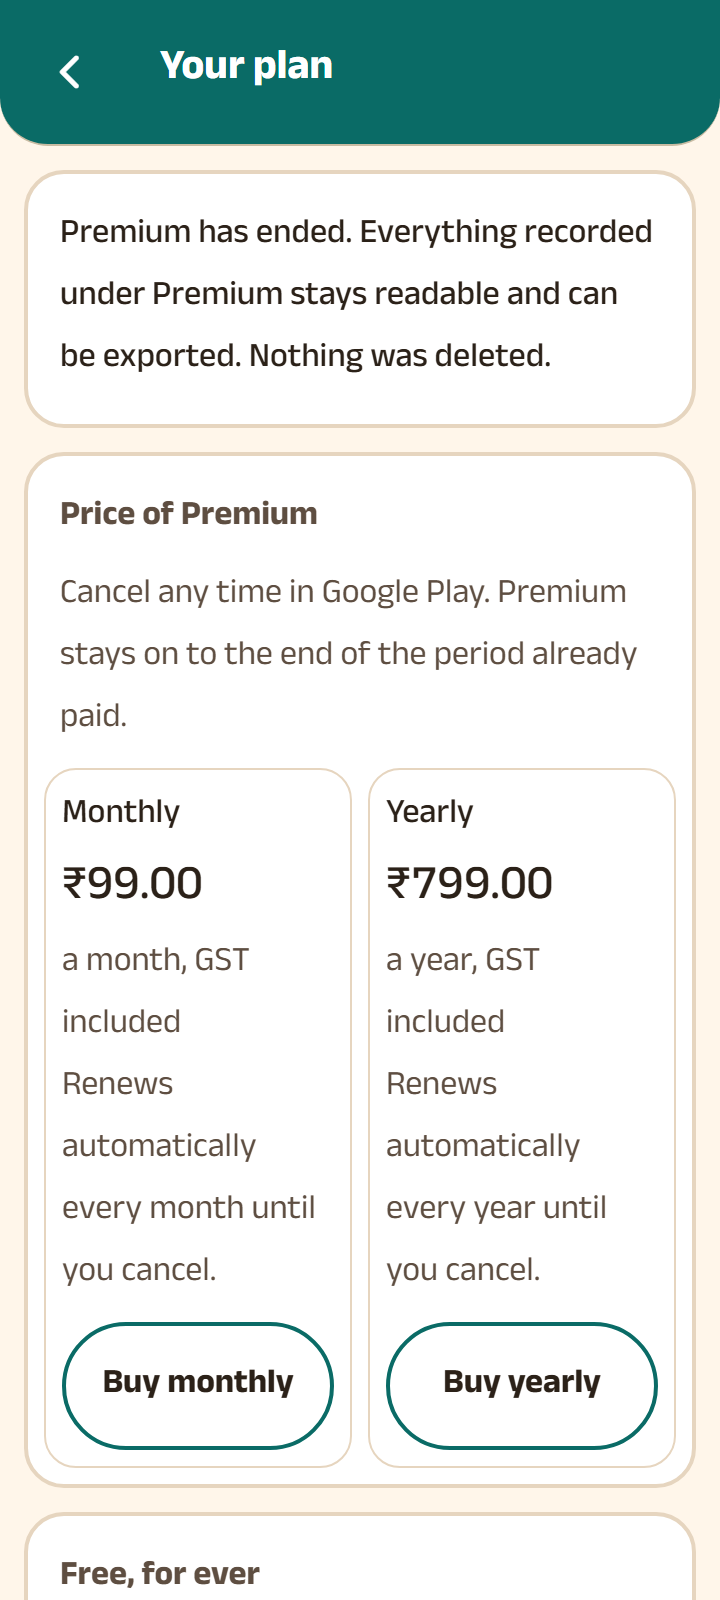 Your plan
Premium has ended. Everything recorded
under Premium stays readable and can
be exported. Nothing was deleted.
Price of Premium
Cancel any time in Google Play. Premium
stays on to the end of the period already
paid.
Monthly
₹99.00
a month, GST
included
Renews
automatically
every month until
you cancel.
Buy monthly
Yearly
₹799.00
a year, GST
included
Renews
automatically
every year until
you cancel.
Buy yearly
Free, for ever